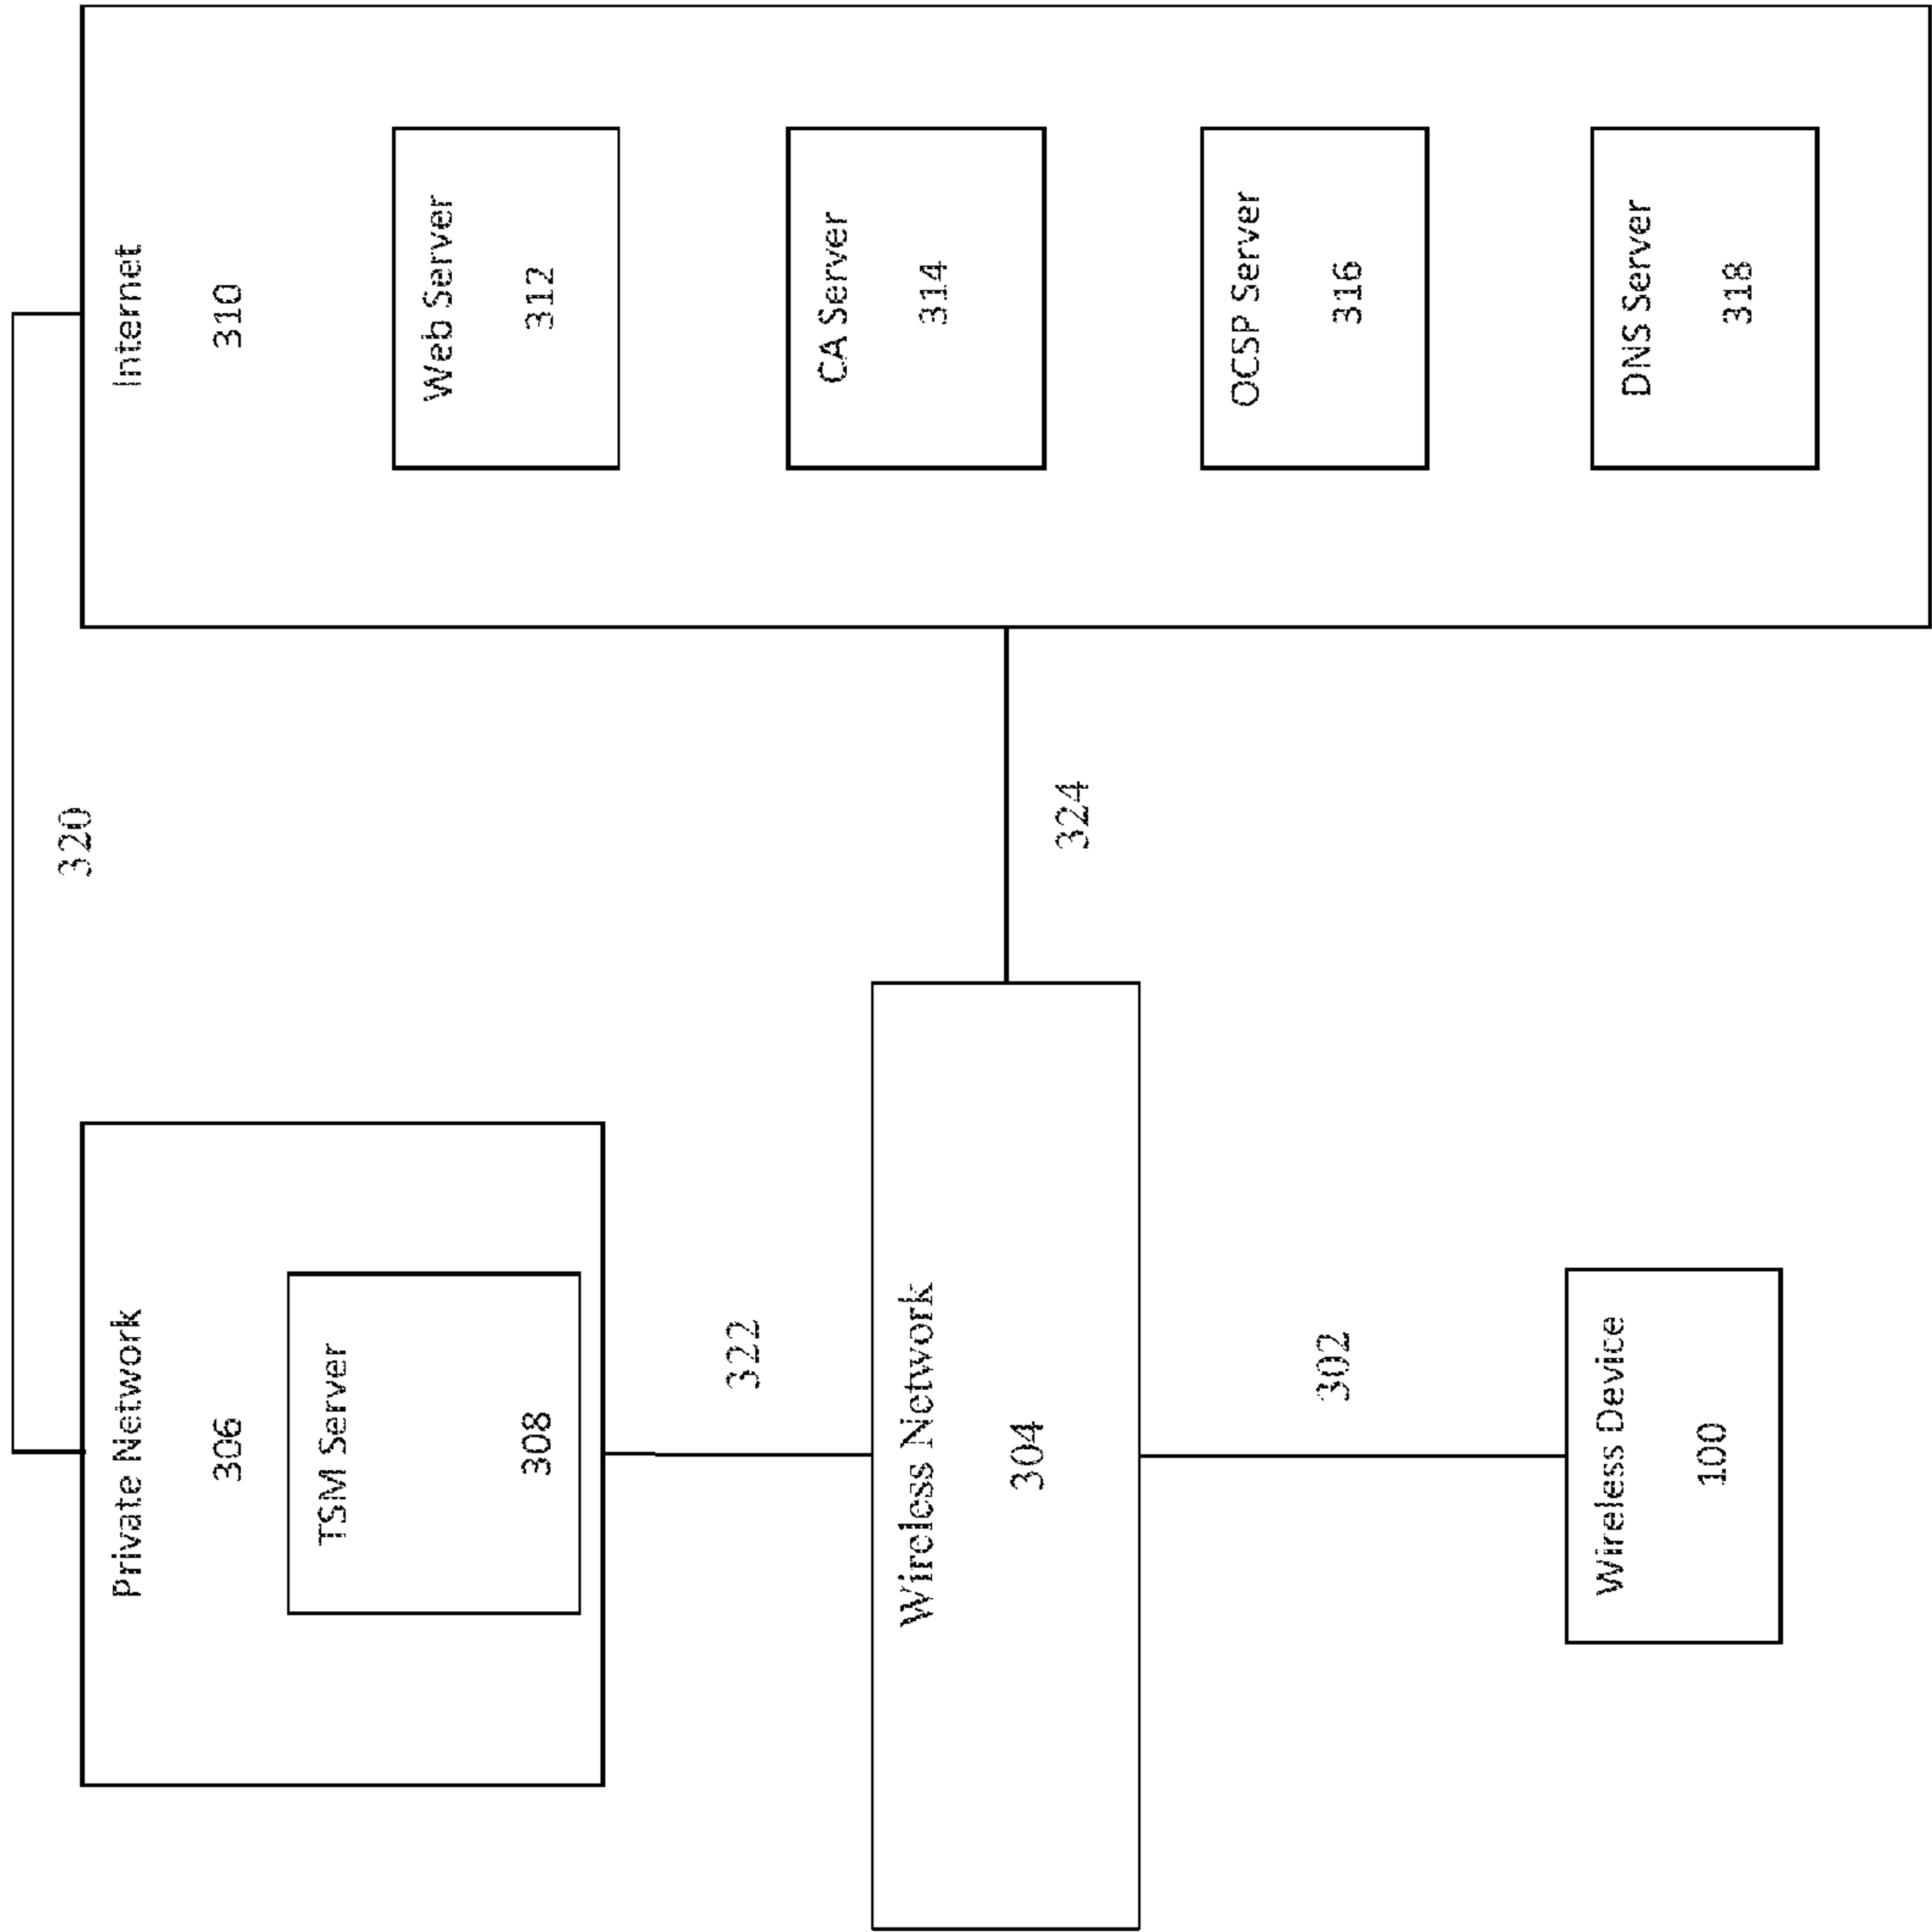 Private Network
306
TSM Server
308
320
Internet
310
Web Server
312
CA Server
314
OCSP Server
316
DNS Server
318
322
324
Wireless Network
304
302
Wireless Device
100